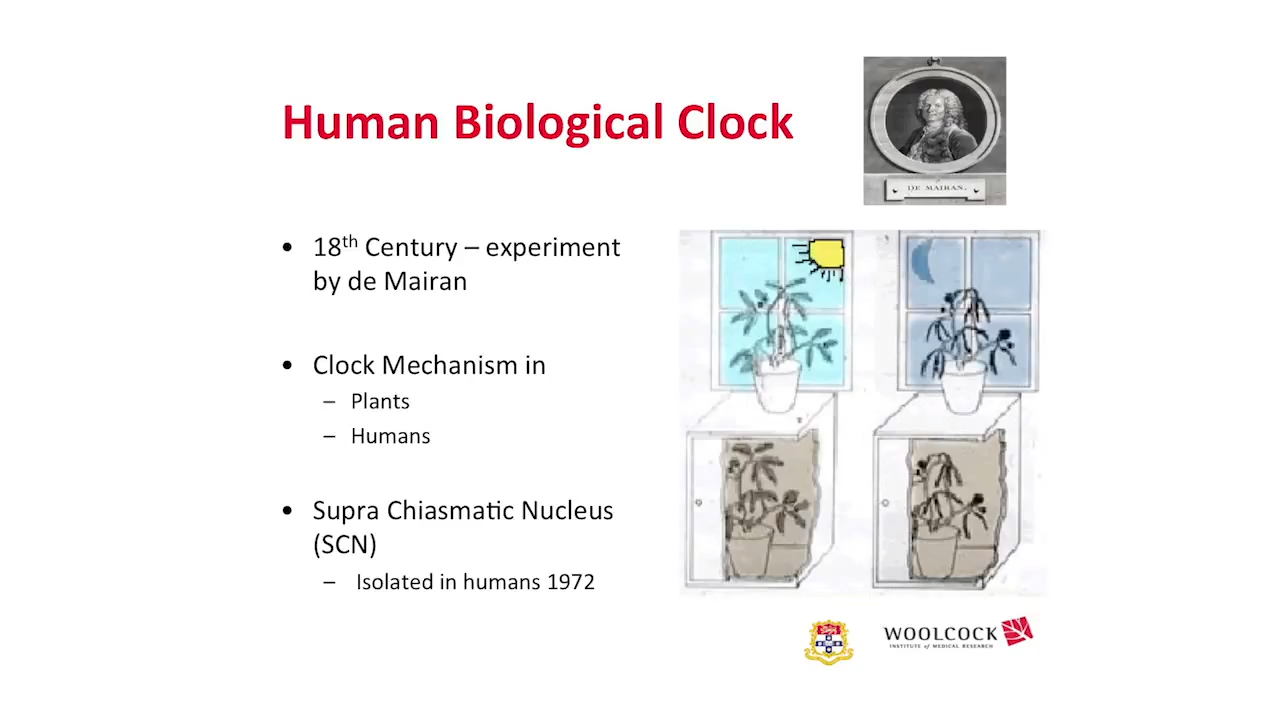 Human Biological Clock
DE MAIRAN.
• 18th Century – experiment
by de Mairan
• Clock Mechanism in
– Plants
– Humans
• Supra Chiasmatic Nucleus
(SCN)
– Isolated in humans 1972
WOOLCOCK
INSTITUTE of MEDICAL RESEARCH